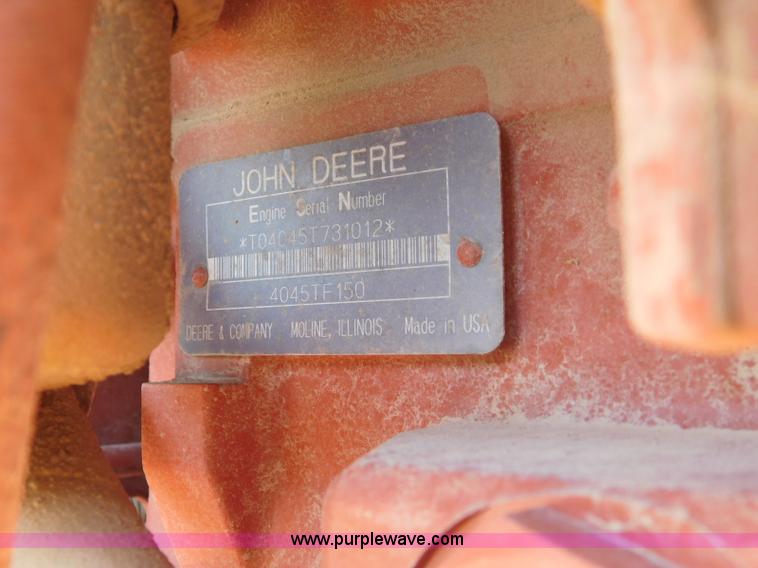 JOHN DEERE
Engine Serial Number
*T04045T731012*
4045TF150
DEERE & COMPANY MOLINE, ILLINOIS Made in USA
www.purplewave.com